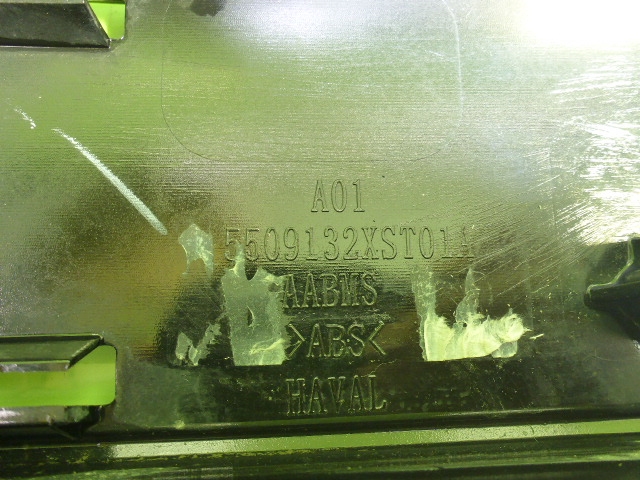 A01
5509132XST01A
AABMS
>ABS<
HAVAL